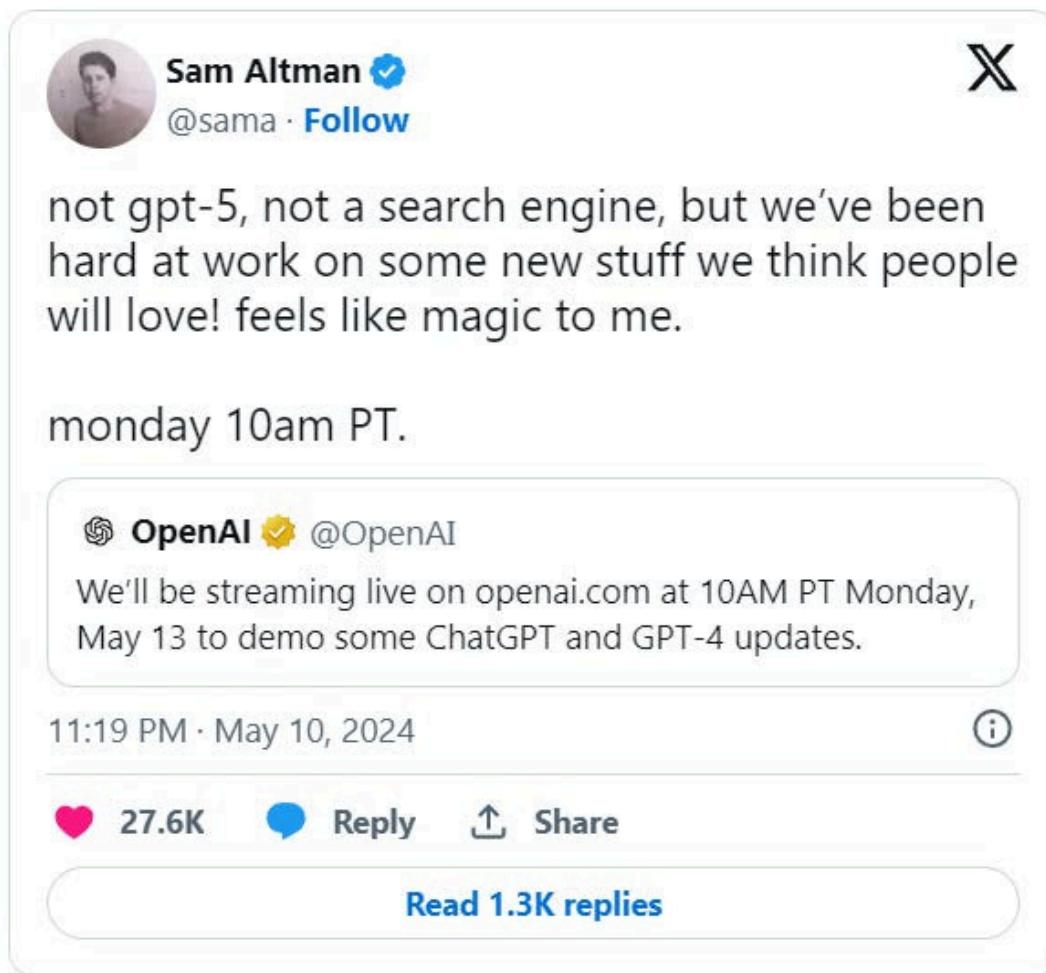 Sam Altman
@sama · Follow
not gpt-5, not a search engine, but we’ve been
hard at work on some new stuff we think people
will love! feels like magic to me.
monday 10am PT.
OpenAI @OpenAI
We’ll be streaming live on openai.com at 10AM PT Monday,
May 13 to demo some ChatGPT and GPT-4 updates.
11:19 PM · May 10, 2024
27.6K Reply Share
Read 1.3K replies